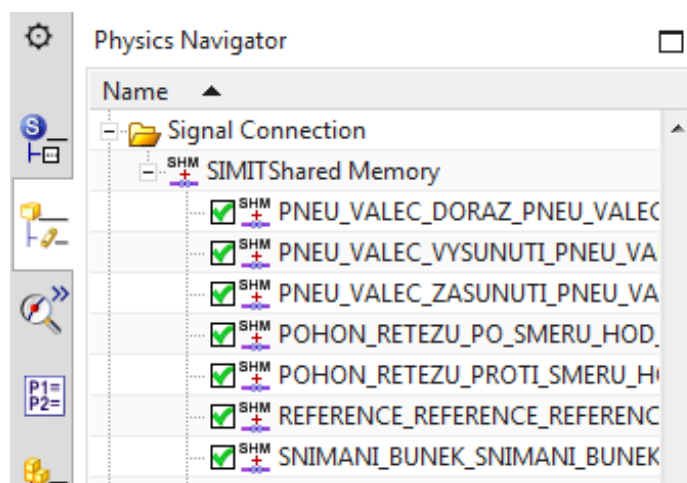 Physics Navigator
Name
Signal Connection
SHM SIMITShared Memory
SHM PNEU_VALEC_DORAZ_PNEU_VALEC
SHM PNEU_VALEC_VYSUNUTI_PNEU_VA
SHM PNEU_VALEC_ZASUNUTI_PNEU_VA
SHM POHON_RETEZU_PO_SMERU_HOD_
SHM POHON_RETEZU_PROTI_SMERU_H
SHM REFERENCE_REFERENCE_REFERENC
SHM SNIMANI_BUNEK_SNIMANI_BUNEK
S
P1=
P2=